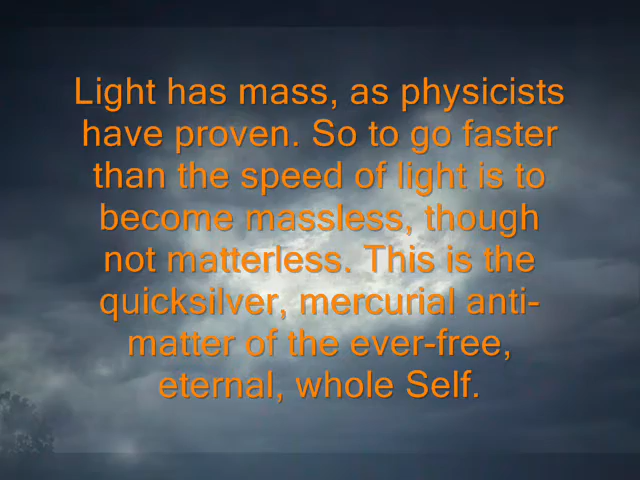 Light has mass, as physicists
have proven. So to go faster
than the speed of light is to
become massless, though
not matterless. This is the
quicksilver, mercurial anti-
matter of the ever-free,
eternal, whole Self.